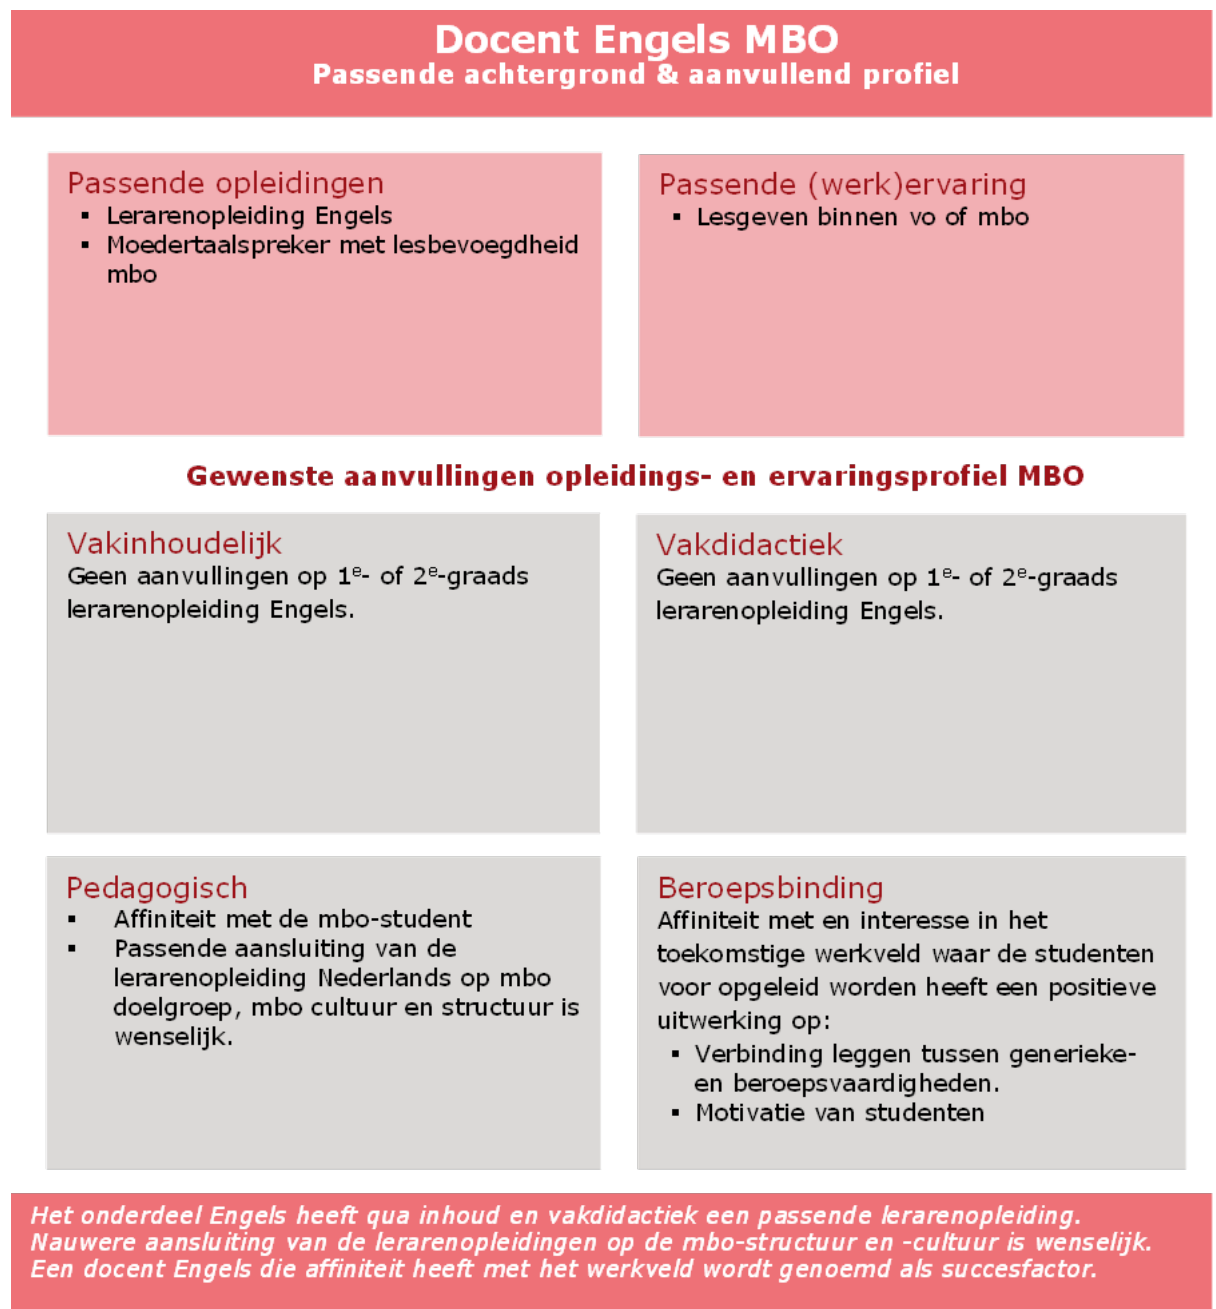 Docent Engels MBO
Passende achtergrond & aanvullend profiel
Passende opleidingen
▪ Lerarenopleiding Engels
▪ Moedertaalspreker met lesbevoegdheid
mbo
Passende (werk)ervaring
▪ Lesgeven binnen vo of mbo
Gewenste aanvullingen opleidings- en ervaringsprofiel MBO
Vakinhoudelijk
Geen aanvullingen op 1ᵉ- of 2ᵉ-graads
lerarenopleiding Engels.
Vakdidactiek
Geen aanvullingen op 1ᵉ- of 2ᵉ-graads
lerarenopleiding Engels.
Pedagogisch
▪ Affiniteit met de mbo-student
▪ Passende aansluiting van de
lerarenopleiding Nederlands op mbo
doelgroep, mbo cultuur en structuur is
wenselijk.
Beroepsbinding
Affiniteit met en interesse in het
toekomstige werkveld waar de studenten
voor opgeleid worden heeft een positieve
uitwerking op:
▪ Verbinding leggen tussen generieke-
en beroepsvaardigheden.
▪ Motivatie van studenten
Het onderdeel Engels heeft qua inhoud en vakdidactiek een passende lerarenopleiding.
Nauwere aansluiting van de lerarenopleidingen op de mbo-structuur en -cultuur is wenselijk.
Een docent Engels die affiniteit heeft met het werkveld wordt genoemd als succesfactor.